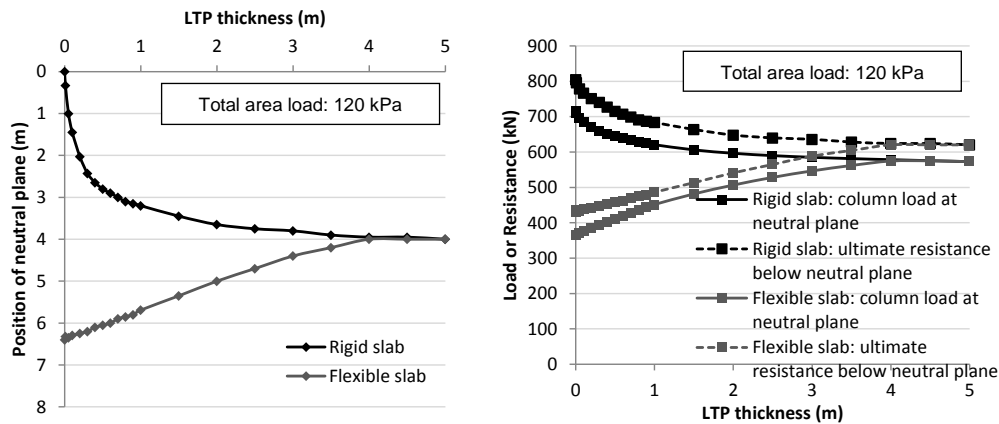 LTP thickness (m)
0 1 2 3 4 5
0
1
2
3
4
5
6
7
8
Position of neutral plane (m)
Total area load: 120 kPa
Rigid slab
Flexible slab
900
800
700
600
500
400
300
200
100
0
Load or Resistance (kN)
Total area load: 120 kPa
Rigid slab: column load at
neutral plane
Rigid slab: ultimate resistance
below neutral plane
Flexible slab: column load at
neutral plane
Flexible slab: ultimate
resistance below neutral plane
0 1 2 3 4 5
LTP thickness (m)